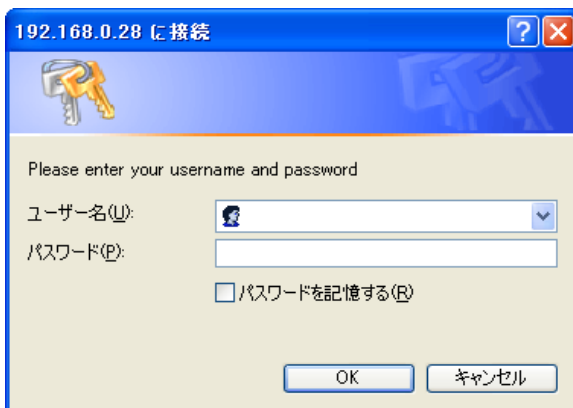 192.168.0.28 に接続
Please enter your username and password
ユーザー名(U):
パスワード(P):
パスワードを記憶する(R)
OK
キャンセル